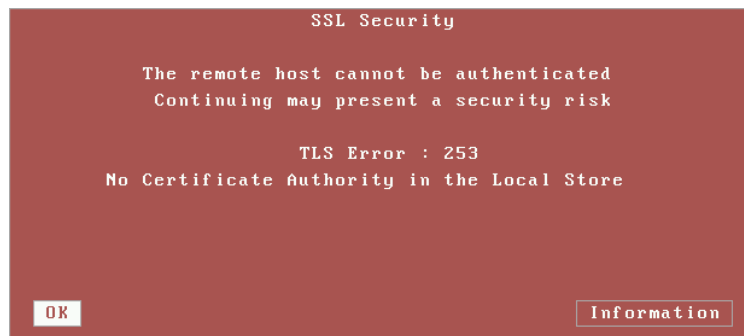 SSL Security
The remote host cannot be authenticated
Continuing may present a security risk
TLS Error : 253
No Certificate Authority in the Local Store
OK
Information